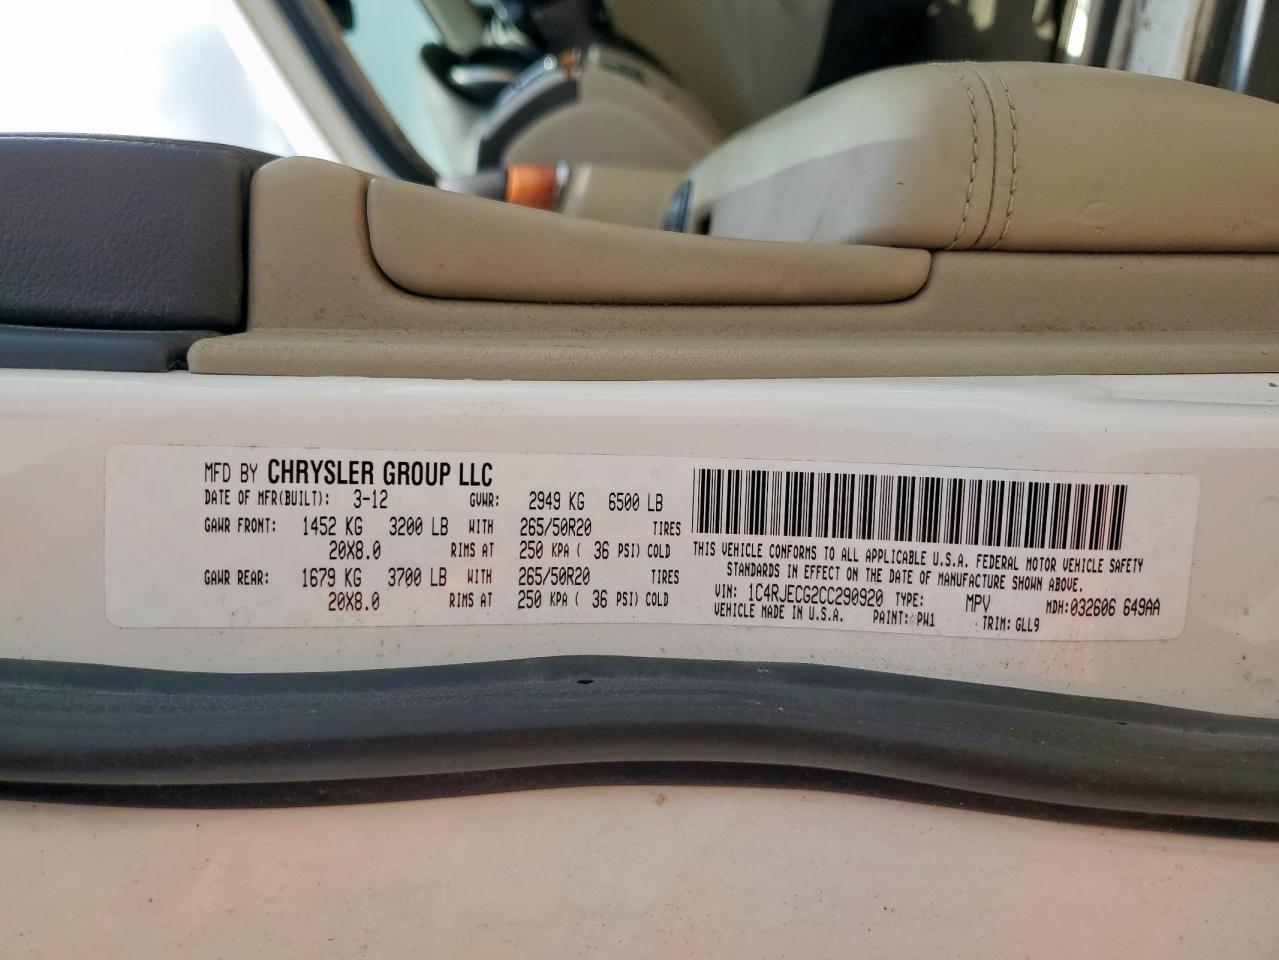 MFD BY CHRYSLER GROUP LLC
DATE OF MFR(BUILT): 3-12 GVWR: 2949 KG 6500 LB
GAWR FRONT: 1452 KG 3200 LB WITH 265/50R20 TIRES
20X8.0 RIMS AT 250 KPA ( 36 PSI) COLD
GAWR REAR: 1679 KG 3700 LB WITH 265/50R20 TIRES
20X8.0 RIMS AT 250 KPA ( 36 PSI) COLD
THIS VEHICLE CONFORMS TO ALL APPLICABLE U.S.A. FEDERAL MOTOR VEHICLE SAFETY
STANDARDS IN EFFECT ON THE DATE OF MANUFACTURE SHOWN ABOVE.
VIN: 1C4RJECG2CC290920 TYPE: MPV MDH:032606 649AA
VEHICLE MADE IN U.S.A. PAINT: PW1 TRIM: GLL9